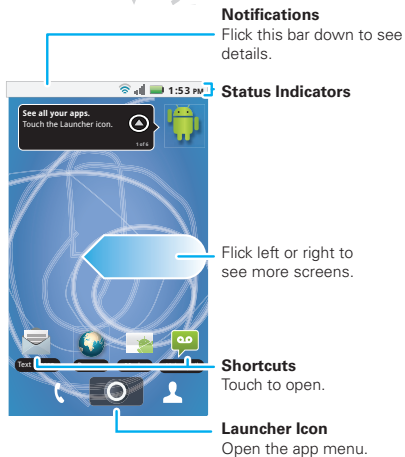 Notifications
Flick this bar down to see
details.
1:53 PM
Status Indicators
See all your apps.
Touch the Launcher icon.
1 of 6
Flick left or right to
see more screens.
Text
Shortcuts
Touch to open.
Launcher Icon
Open the app menu.